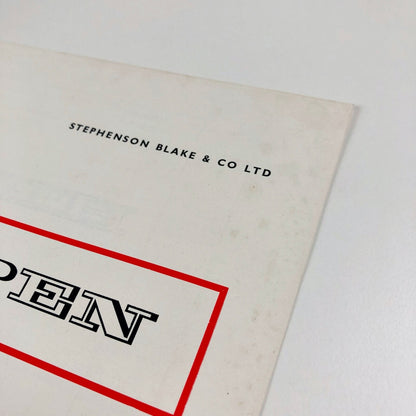 STEPHENSON BLAKE & CO LTD
PEN